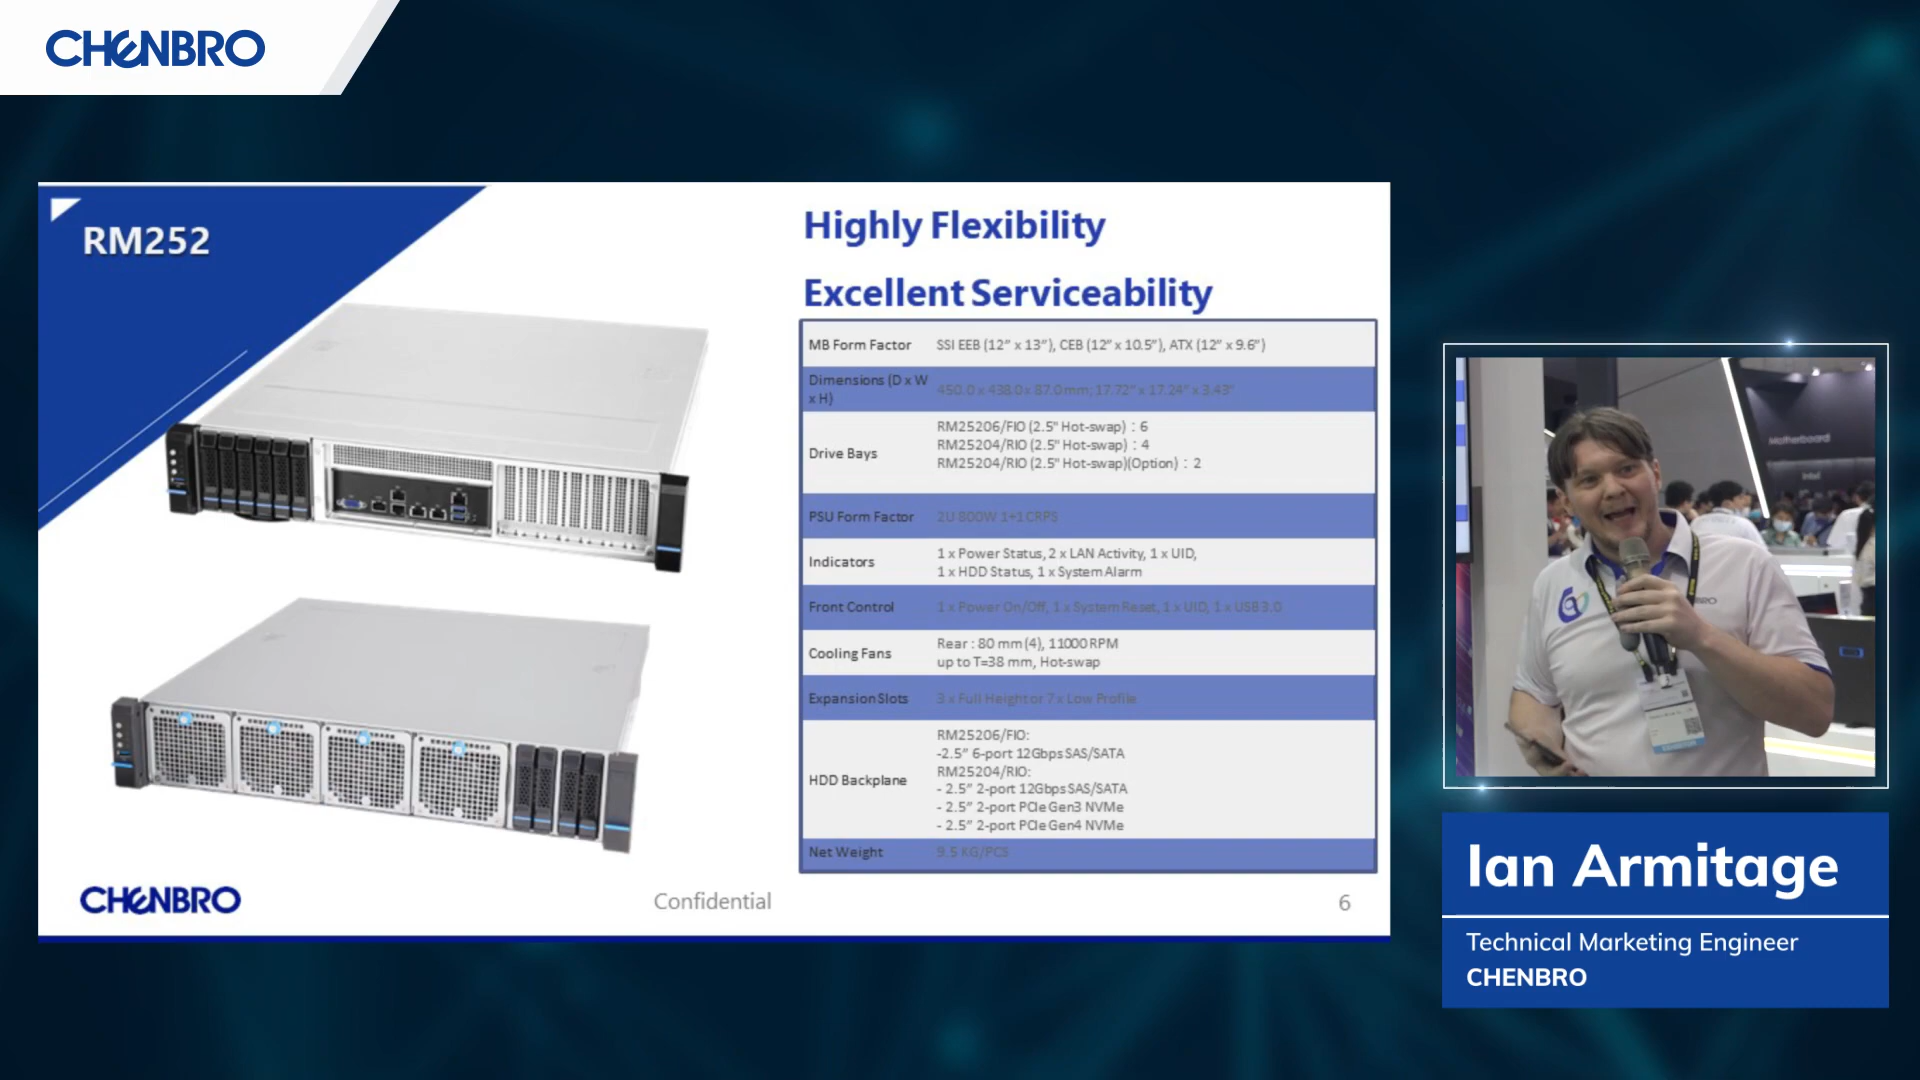 CHENBRO
RM252
Highly Flexibility
Excellent Serviceability
MB Form Factor SSI EEB (12" x 13"), CEB (12" x 10.5"), ATX (12" x 9.6")
Dimensions (D x W
x H) 450.0 x 438.0 x 87.0 mm; 17.72" x 17.24" x 3.43"
Drive Bays
RM25206/FIO (2.5" Hot-swap) : 6
RM25204/RIO (2.5" Hot-swap) : 4
RM25204/RIO (2.5" Hot-swap)(Option) : 2
PSU Form Factor 2U 800W 1+1 CRPS
Indicators
1 x Power Status, 2 x LAN Activity, 1 x UID,
1 x HDD Status, 1 x System Alarm
Front Control 1 x Power On/Off, 1 x System Reset, 1 x UID, 1 x USB 3.0
Cooling Fans
Rear : 80 mm (4), 11000 RPM
up to T=38 mm, Hot-swap
Expansion Slots 3 x Full Height or 7 x Low Profile
HDD Backplane
RM25206/FIO:
-2.5" 6-port 12Gbps SAS/SATA
RM25204/RIO:
- 2.5" 2-port 12Gbps SAS/SATA
- 2.5" 2-port PCIe Gen3 NVMe
- 2.5" 2-port PCIe Gen4 NVMe
Net Weight 9.5 KG/PCS
CHENBRO
Confidential
6
Motherboard
Intel
Ian Armitage
Technical Marketing Engineer
CHENBRO